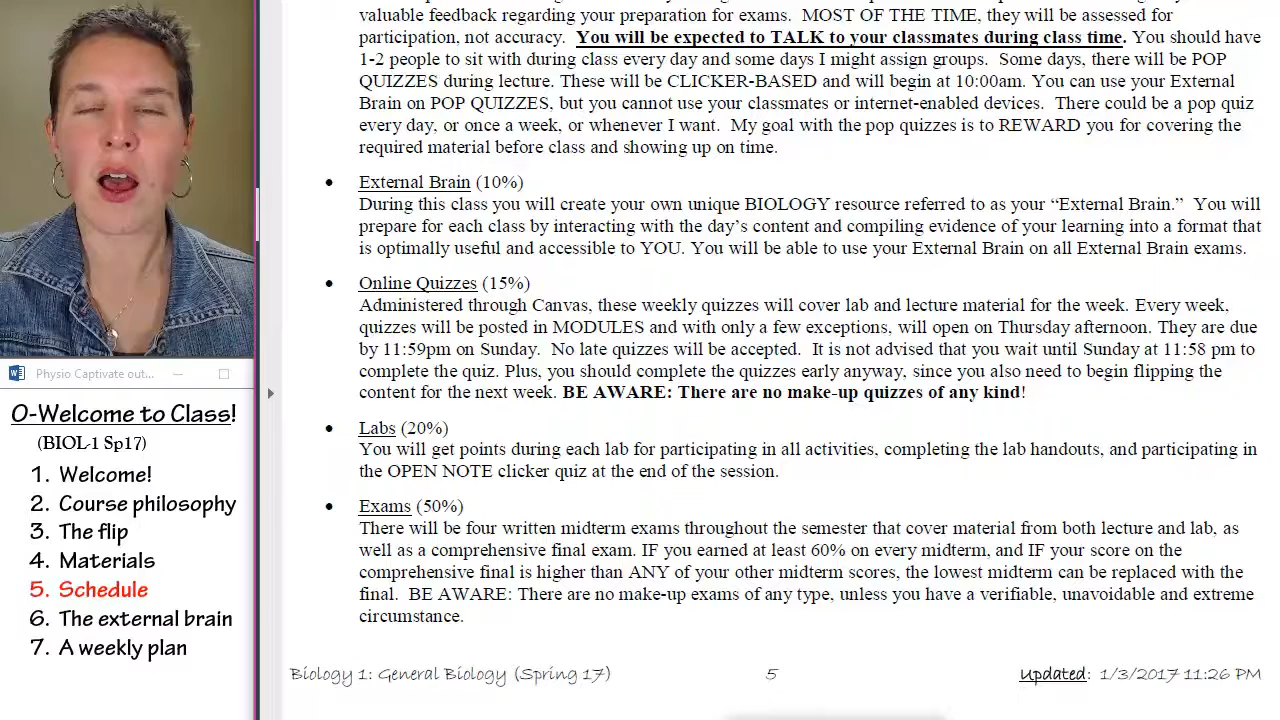 valuable feedback regarding your preparation for exams.  MOST OF THE TIME, they will be assessed for
participation, not accuracy.  You will be expected to TALK to your classmates during class time. You should have
1-2 people to sit with during class every day and some days I might assign groups.  Some days, there will be POP
QUIZZES during lecture. These will be CLICKER-BASED and will begin at 10:00am. You can use your External
Brain on POP QUIZZES, but you cannot use your classmates or internet-enabled devices.  There could be a pop quiz
every day, or once a week, or whenever I want.  My goal with the pop quizzes is to REWARD you for covering the
required material before class and showing up on time.
• External Brain (10%)
During this class you will create your own unique BIOLOGY resource referred to as your “External Brain.”  You will
prepare for each class by interacting with the day’s content and compiling evidence of your learning into a format that
is optimally useful and accessible to YOU. You will be able to use your External Brain on all External Brain exams.
• Online Quizzes (15%)
Administered through Canvas, these weekly quizzes will cover lab and lecture material for the week. Every week,
quizzes will be posted in MODULES and with only a few exceptions, will open on Thursday afternoon. They are due
by 11:59pm on Sunday.  No late quizzes will be accepted.  It is not advised that you wait until Sunday at 11:58 pm to
complete the quiz. Plus, you should complete the quizzes early anyway, since you also need to begin flipping the
content for the next week. BE AWARE: There are no make-up quizzes of any kind!
• Labs (20%)
You will get points during each lab for participating in all activities, completing the lab handouts, and participating in
the OPEN NOTE clicker quiz at the end of the session.
• Exams (50%)
There will be four written midterm exams throughout the semester that cover material from both lecture and lab, as
well as a comprehensive final exam. IF you earned at least 60% on every midterm, and IF your score on the
comprehensive final is higher than ANY of your other midterm scores, the lowest midterm can be replaced with the
final.  BE AWARE: There are no make-up exams of any type, unless you have a verifiable, unavoidable and extreme
circumstance.
Biology 1: General Biology (Spring 17) 5 Updated: 1/3/2017 11:26 PM
Physio Captivate out...
0-Welcome to Class!
(BIOL-1 Sp17)
1. Welcome!
2. Course philosophy
3. The flip
4. Materials
5. Schedule
6. The external brain
7. A weekly plan